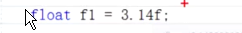 float f1 = 3.14f;